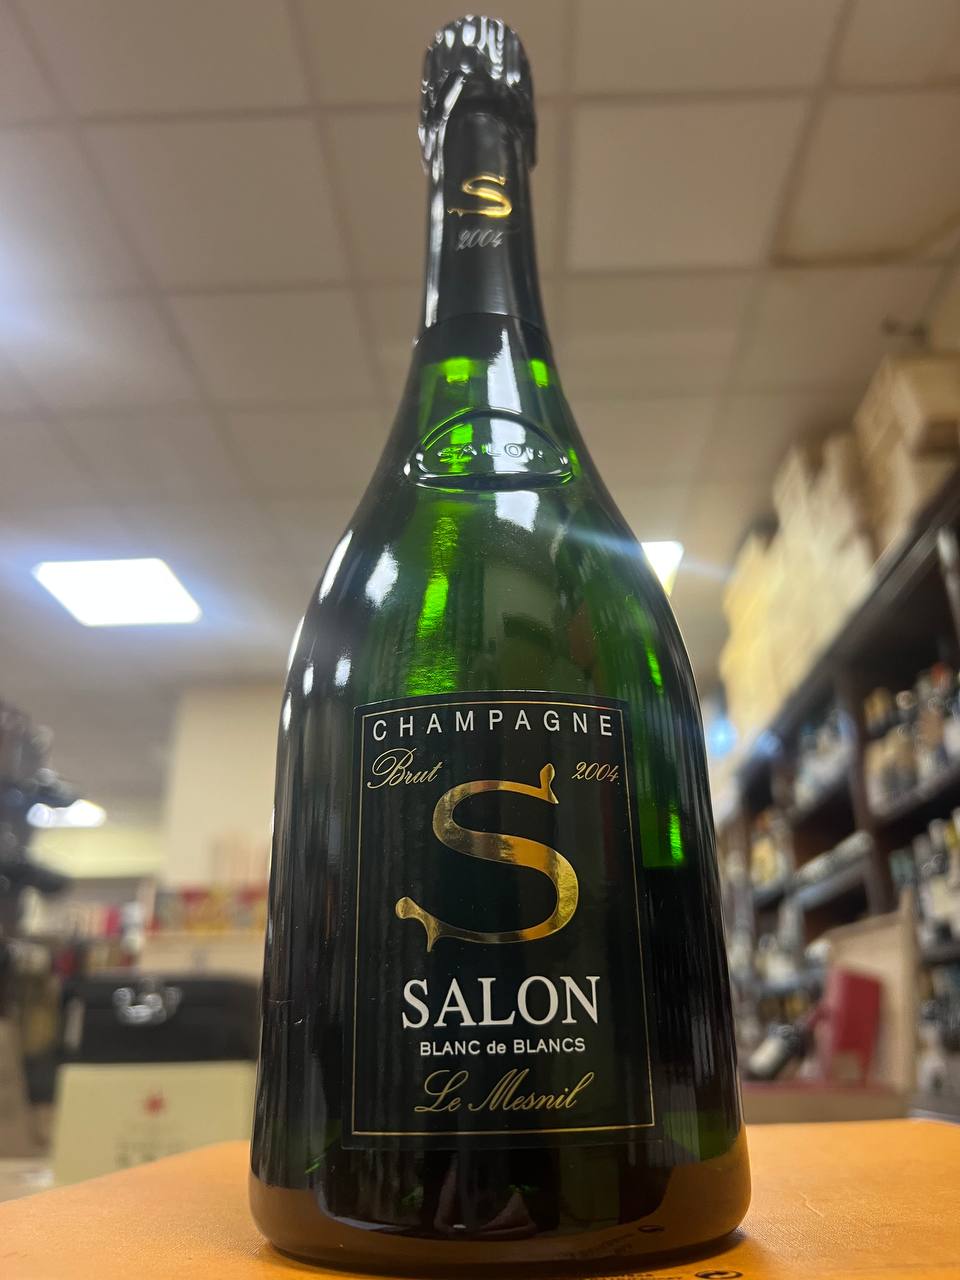 S
2004
SALON
CHAMPAGNE
Brut 2004
S
SALON
BLANC de BLANCS
Le Mesnil